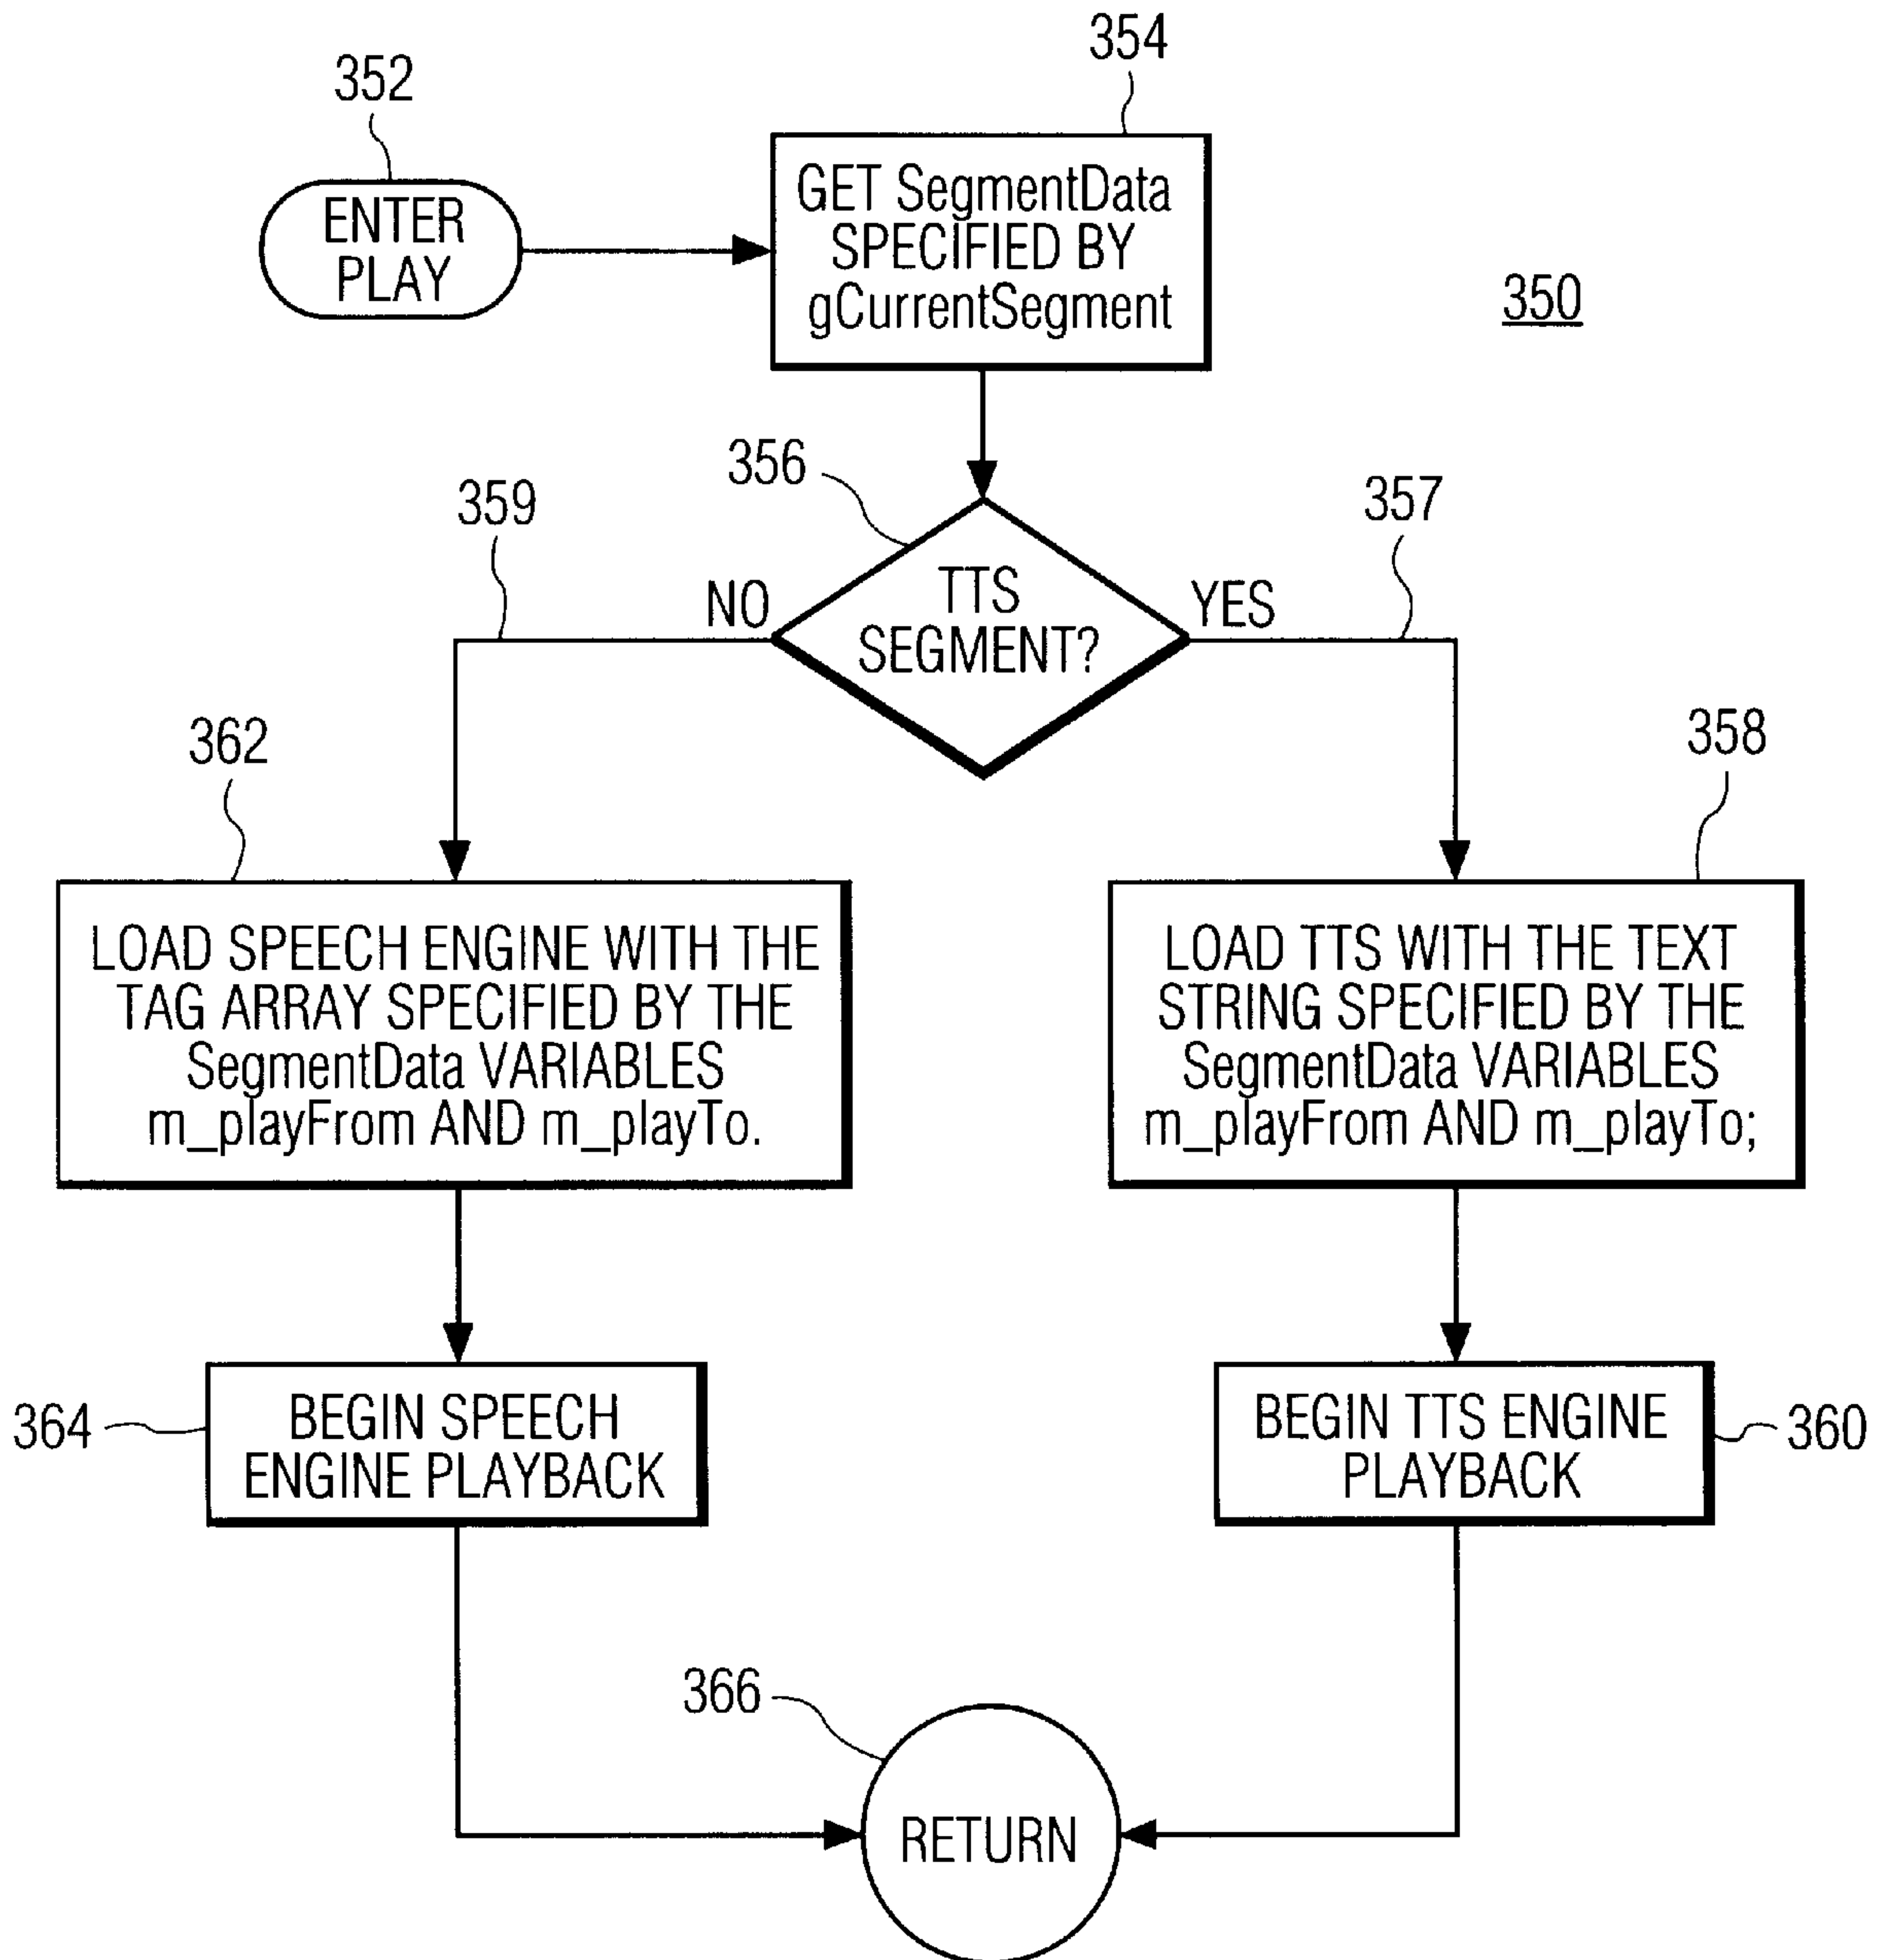 354
352
ENTER
PLAY
GET SegmentData
SPECIFIED BY
gCurrentSegment
350
356
359
357
NO
TTS
SEGMENT?
YES
362
358
LOAD SPEECH ENGINE WITH THE
TAG ARRAY SPECIFIED BY THE
SegmentData VARIABLES
m_playFrom AND m_playTo.
LOAD TTS WITH THE TEXT
STRING SPECIFIED BY THE
SegmentData VARIABLES
m_playFrom AND m_playTo;
364
BEGIN SPEECH
ENGINE PLAYBACK
BEGIN TTS ENGINE
PLAYBACK
360
366
RETURN